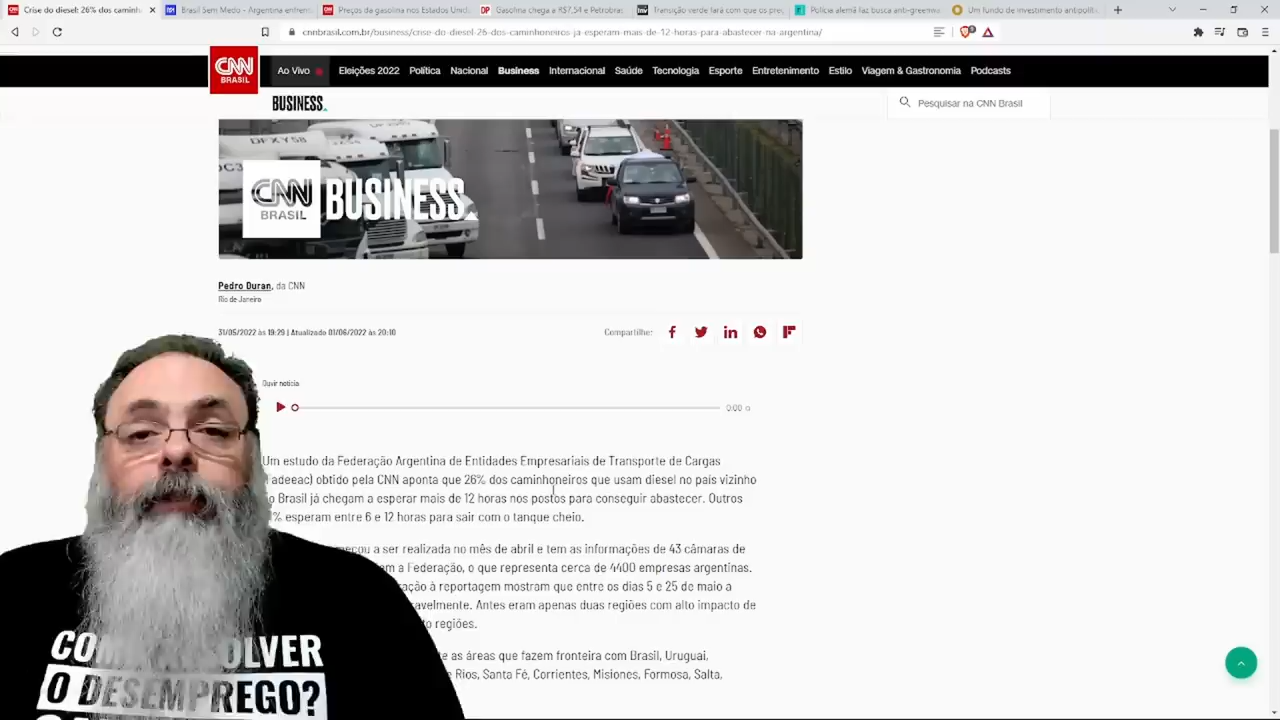 Crise do diesel: 26% dos caminh
Brasil Sem Medo - Argentina enfren
Preços da gasolina nos Estados Unid
Gasolina chega a R$7,54 e Petrobras
Transição verde fará com que os pre
Polícia alemã faz busca anti-greenw
Um fundo de investimento antipolíti
cnnbrasil.com.br/business/crise-do-diesel-26-dos-caminhoneiros-ja-esperam-mais-de-12-horas-para-abastecer-na-argentina/
CNN
BRASIL
Ao Vivo
Eleições 2022
Política
Nacional
Business
Internacional
Saúde
Tecnologia
Esporte
Entretenimento
Estilo
Viagem & Gastronomia
Podcasts
BUSINESS.
Pesquisar na CNN Brasil
DFXY58
CNN
BRASIL
BUSINESS.
Pedro Duran, da CNN
Rio de Janeiro
31/05/2022 às 19:29 | Atualizado 01/06/2022 às 20:10
Compartilhe:
Ouvir notícia
0:00
Um estudo da Federação Argentina de Entidades Empresariais de Transporte de Cargas
Fadeeac) obtido pela CNN aponta que 26% dos caminhoneiros que usam diesel no país vizinho
o Brasil já chegam a esperar mais de 12 horas nos postos para conseguir abastecer. Outros
% esperam entre 6 e 12 horas para sair com o tanque cheio.
meçou a ser realizada no mês de abril e tem as informações de 43 câmaras de
am a Federação, o que representa cerca de 4400 empresas argentinas.
ração à reportagem mostram que entre os dias 5 e 25 de maio a
ravelmente. Antes eram apenas duas regiões com alto impacto de
to regiões.
te as áreas que fazem fronteira com Brasil, Uruguai,
e Rios, Santa Fé, Corrientes, Misiones, Formosa, Salta,
OLVER
O DESEMPREGO?